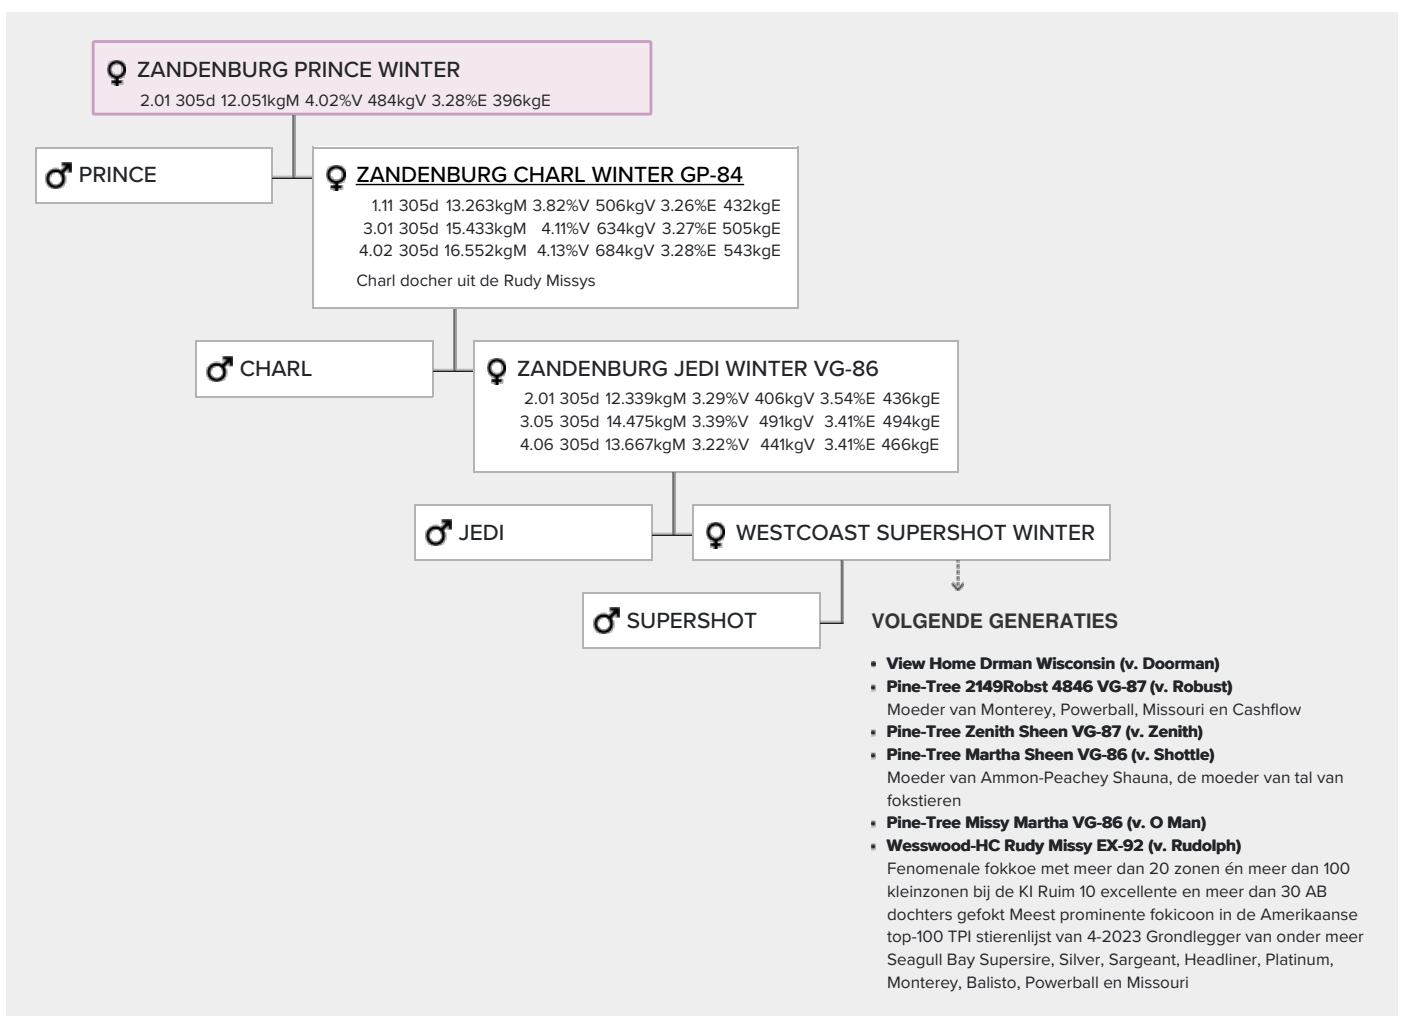 ZANDENBURG PRINCE WINTER
2.01 305d 12.051kgM 4.02%V 484kgV 3.28%E 396kgE
PRINCE
ZANDENBURG CHARL WINTER GP-84
1.11 305d 13.263kgM 3.82%V 506kgV 3.26%E 432kgE
3.01 305d 15.433kgM 4.11%V 634kgV 3.27%E 505kgE
4.02 305d 16.552kgM 4.13%V 684kgV 3.28%E 543kgE
Charl docher uit de Rudy Missys
CHARL
ZANDENBURG JEDI WINTER VG-86
2.01 305d 12.339kgM 3.29%V 406kgV 3.54%E 436kgE
3.05 305d 14.475kgM 3.39%V 491kgV 3.41%E 494kgE
4.06 305d 13.667kgM 3.22%V 441kgV 3.41%E 466kgE
JEDI
WESTCOAST SUPERSHOT WINTER
SUPERSHOT
VOLGENDE GENERATIES
• View Home Drman Wisconsin (v. Doorman)
• Pine-Tree 2149Robst 4846 VG-87 (v. Robust)
Moeder van Monterey, Powerball, Missouri en Cashflow
• Pine-Tree Zenith Sheen VG-87 (v. Zenith)
• Pine-Tree Martha Sheen VG-86 (v. Shottle)
Moeder van Ammon-Peachey Shauna, de moeder van tal van
fokstieren
• Pine-Tree Missy Martha VG-86 (v. O Man)
• Wesswood-HC Rudy Missy EX-92 (v. Rudolph)
Fenomenale fokkoe met meer dan 20 zonen én meer dan 100
kleinzonen bij de KI Ruim 10 excellente en meer dan 30 AB
dochters gefokt Meest prominente fokicoon in de Amerikaanse
top-100 TPI stierenlijst van 4-2023 Grondlegger van onder meer
Seagull Bay Supersire, Silver, Sargeant, Headliner, Platinum,
Monterey, Balisto, Powerball en Missouri